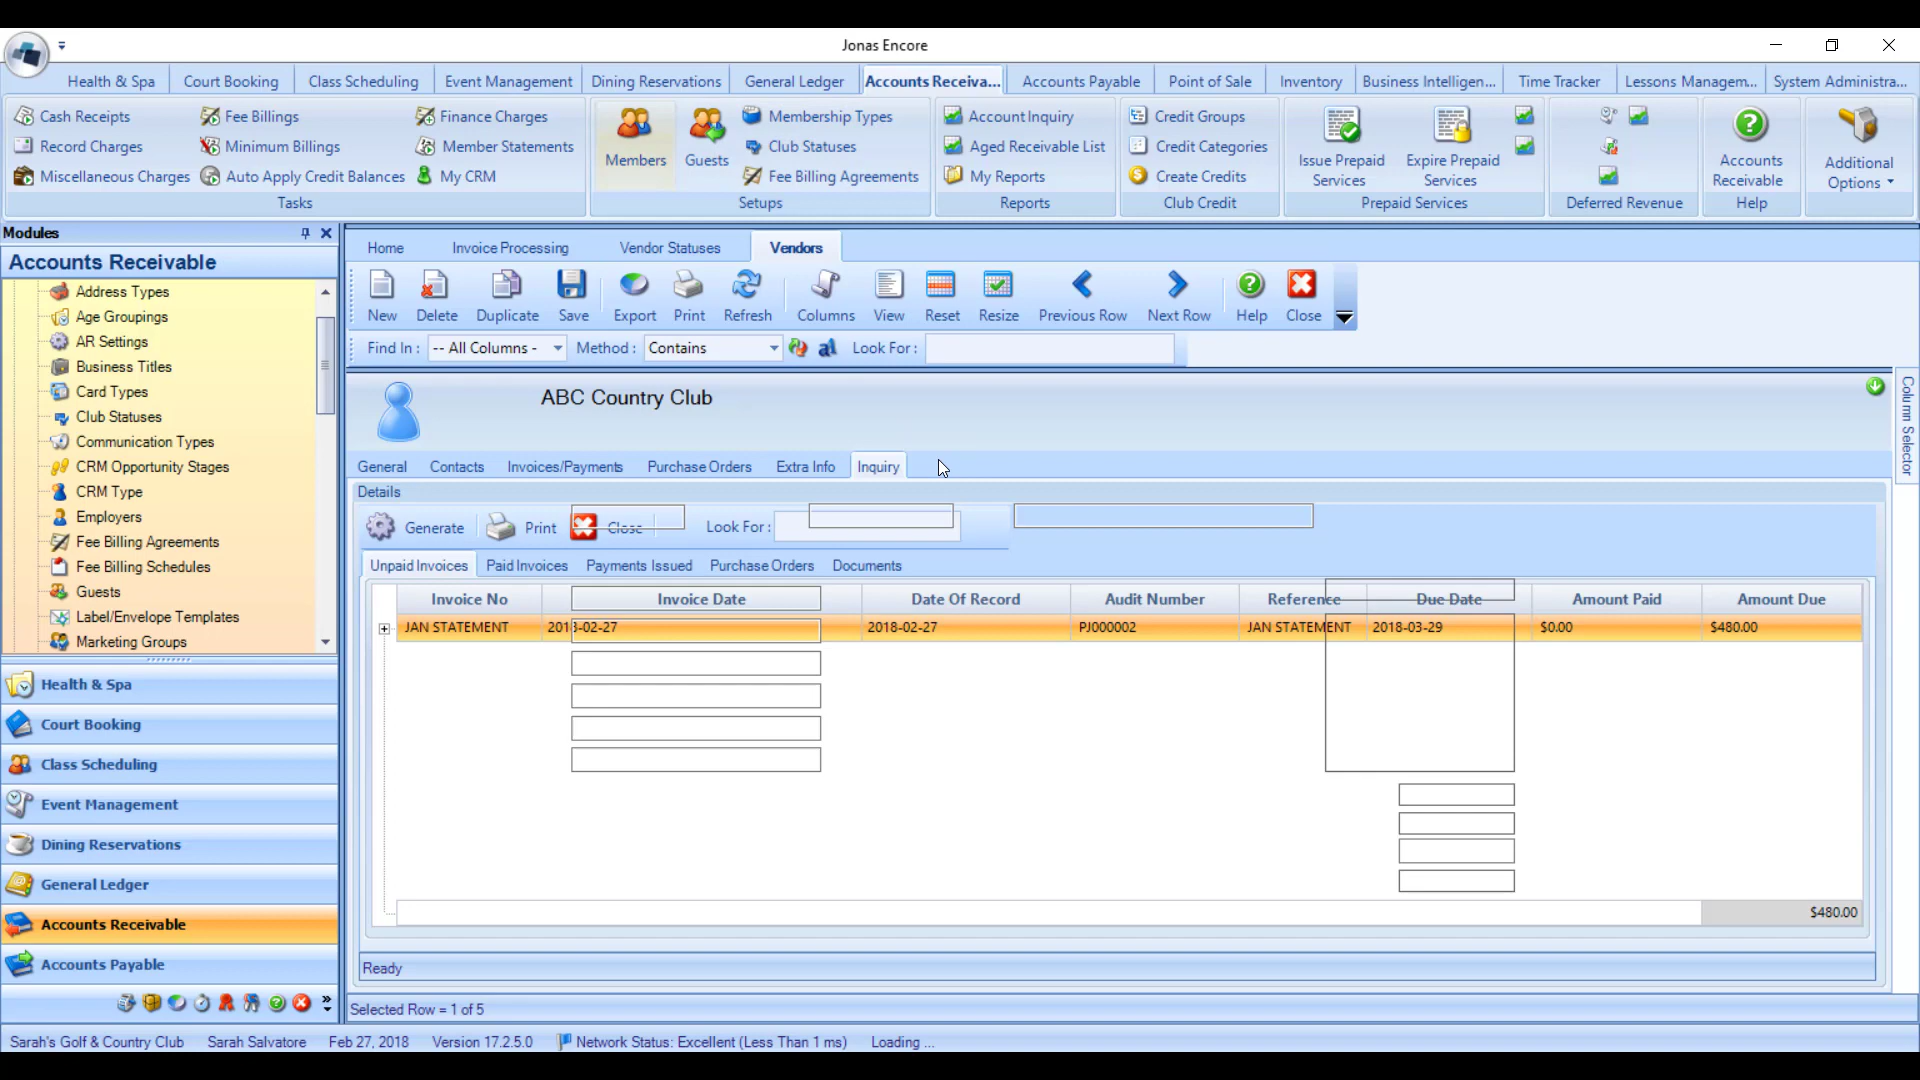 Jonas Encore
Health & Spa Court Booking Class Scheduling Event Management Dining Reservations General Ledger Accounts Receiva... Accounts Payable Point of Sale Inventory Business Intelligen... Time Tracker Lessons Managem... System Administra...
Cash Receipts Fee Billings Finance Charges Membership Types Account Inquiry Credit Groups
Record Charges Minimum Billings Member Statements Members Guests Club Statuses Aged Receivable List Credit Categories Issue Prepaid Services Expire Prepaid Services Accounts Receivable Additional Options
Miscellaneous Charges Auto Apply Credit Balances My CRM Fee Billing Agreements My Reports Create Credits
Tasks Setups Reports Club Credit Prepaid Services Deferred Revenue Help
Modules
Accounts Receivable
Address Types
Age Groupings
AR Settings
Business Titles
Card Types
Club Statuses
Communication Types
CRM Opportunity Stages
CRM Type
Employers
Fee Billing Agreements
Fee Billing Schedules
Guests
Label/Envelope Templates
Marketing Groups
Health & Spa
Court Booking
Class Scheduling
Event Management
Dining Reservations
General Ledger
Accounts Receivable
Accounts Payable
Home Invoice Processing Vendor Statuses Vendors
New Delete Duplicate Save Export Print Refresh Columns View Reset Resize Previous Row Next Row Help Close
Find In : -- All Columns - Method : Contains Look For :
ABC Country Club
Column Selector
General Contacts Invoices/Payments Purchase Orders Extra Info Inquiry
Details
Generate Print Close Look For :
Unpaid Invoices Paid Invoices Payments Issued Purchase Orders Documents
Invoice No Invoice Date Date Of Record Audit Number Reference Due Date Amount Paid Amount Due
JAN STATEMENT 2018-02-27 2018-02-27 PJ000002 JAN STATEMENT 2018-03-29 $0.00 $480.00
$480.00
Ready
Selected Row = 1 of 5
Sarah's Golf & Country Club Sarah Salvatore Feb 27, 2018 Version 17.2.5.0 Network Status: Excellent (Less Than 1 ms) Loading ...